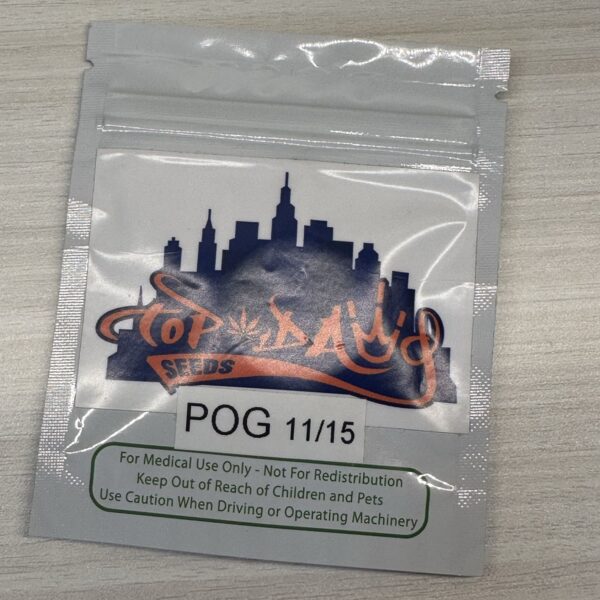 TOP DAWG
SEEDS
POG 11/15
For Medical Use Only - Not For Redistribution
Keep Out of Reach of Children and Pets
Use Caution When Driving or Operating Machinery